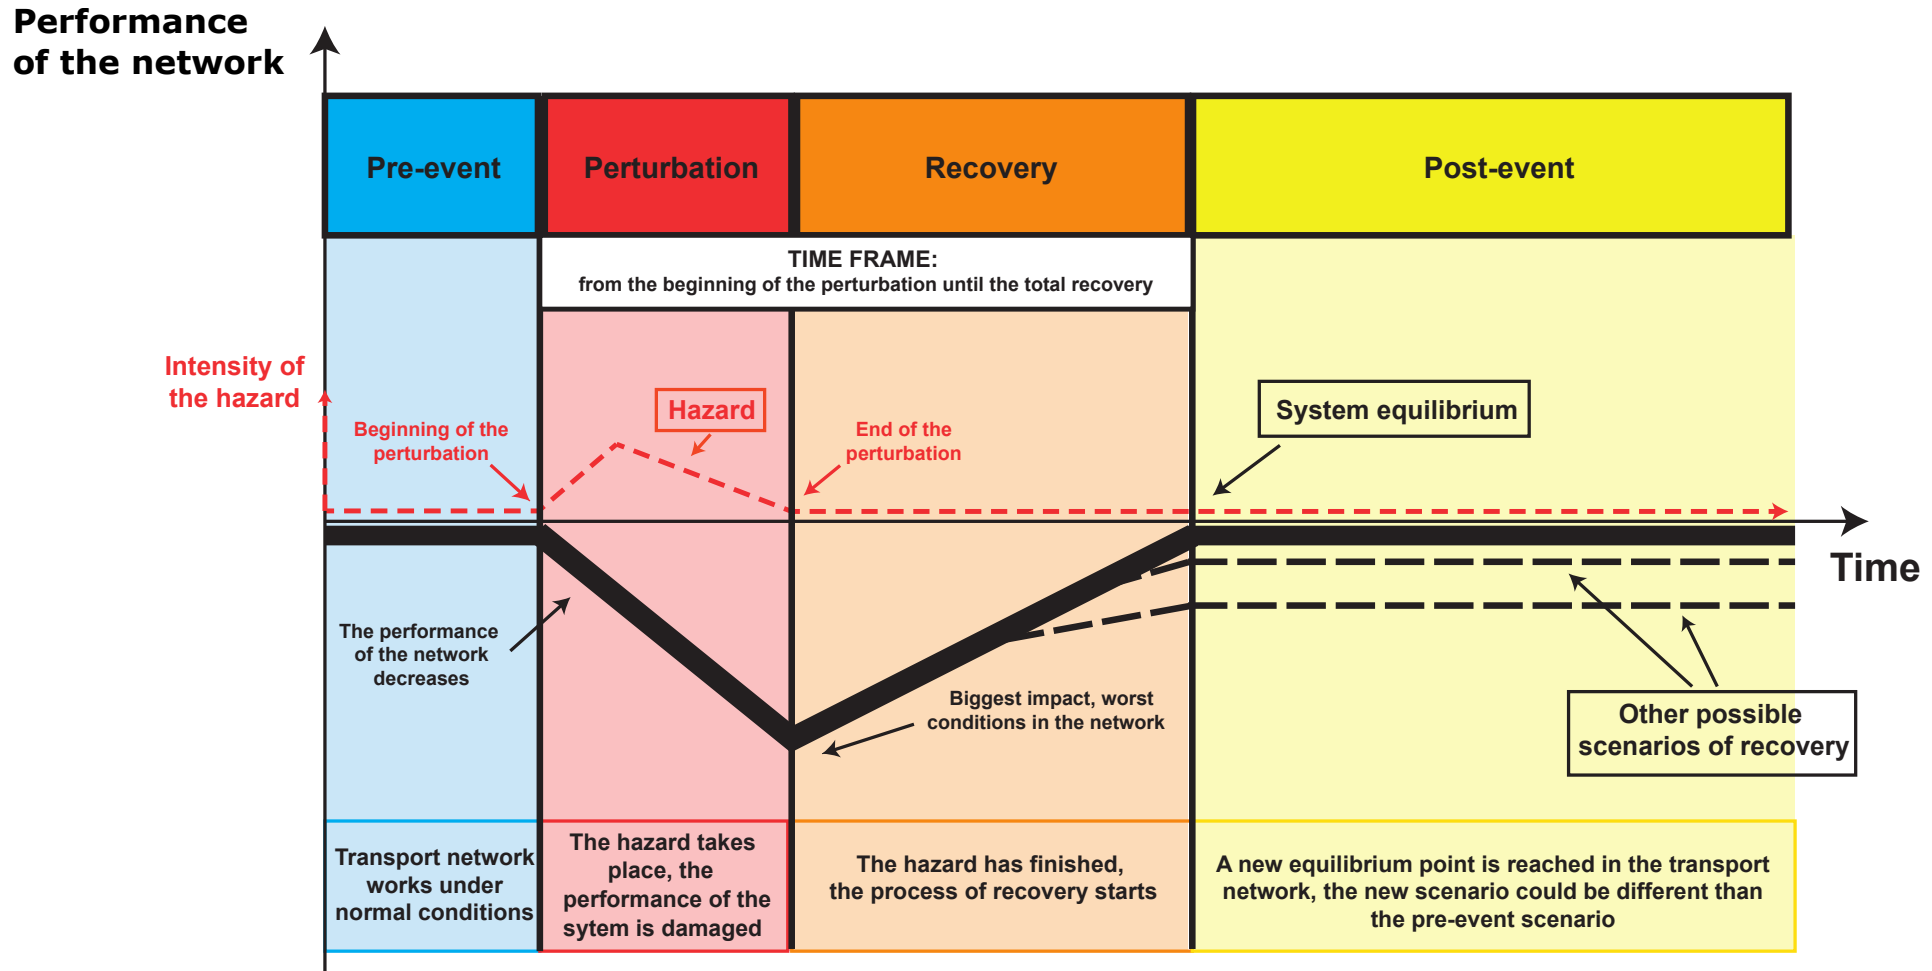 Performance
of the network
Pre-event
Perturbation
Recovery
Post-event
TIME FRAME:
from the beginning of the perturbation until the total recovery
Intensity of
the hazard
Beginning of the
perturbation
Hazard
End of the
perturbation
System equilibrium
Time
The performance
of the network
decreases
Biggest impact, worst
conditions in the network
Other possible
scenarios of recovery
Transport network
works under
normal conditions
The hazard takes
place, the
performance of the
sytem is damaged
The hazard has finished,
the process of recovery starts
A new equilibrium point is reached in the transport
network, the new scenario could be different than
the pre-event scenario